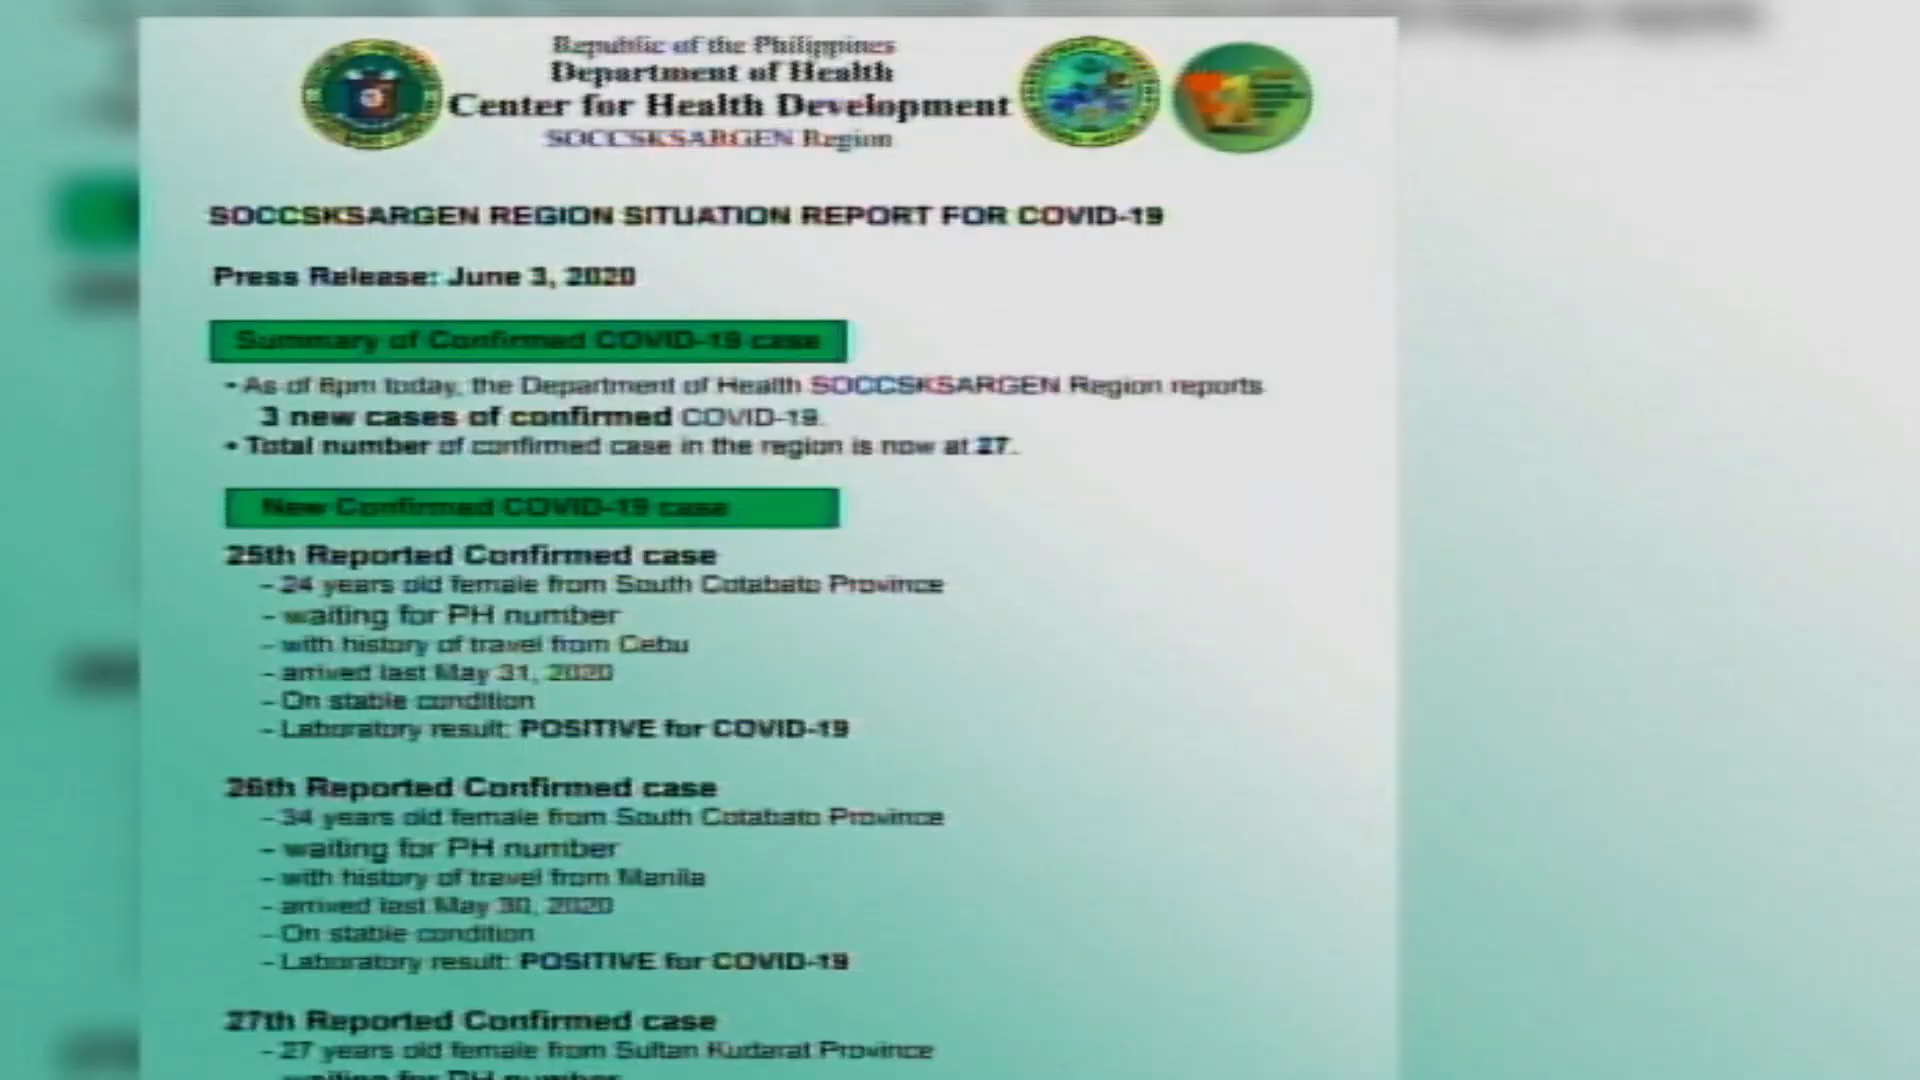 Republic of the Philippines
Department of Health
Center for Health Development
SOCCSKSARGEN Region
SOCCSKSARGEN REGION SITUATION REPORT FOR COVID-19
Press Release: June 3, 2020
Summary of Confirmed COVID-19 case
• As of 6pm today, the Department of Health SOCCSKSARGEN Region reports
3 new cases of confirmed COVID-19.
• Total number of confirmed case in the region is now at 27.
New Confirmed COVID-19 case
25th Reported Confirmed case
- 24 years old female from South Cotabato Province
- waiting for PH number
- with history of travel from Cebu
- arrived last May 31, 2020
- On stable condition
- Laboratory result: POSITIVE for COVID-19
26th Reported Confirmed case
- 34 years old female from South Cotabato Province
- waiting for PH number
- with history of travel from Manila
- arrived last May 30, 2020
- On stable condition
- Laboratory result: POSITIVE for COVID-19
27th Reported Confirmed case
- 27 years old female from Sultan Kudarat Province
- waiting for PH number